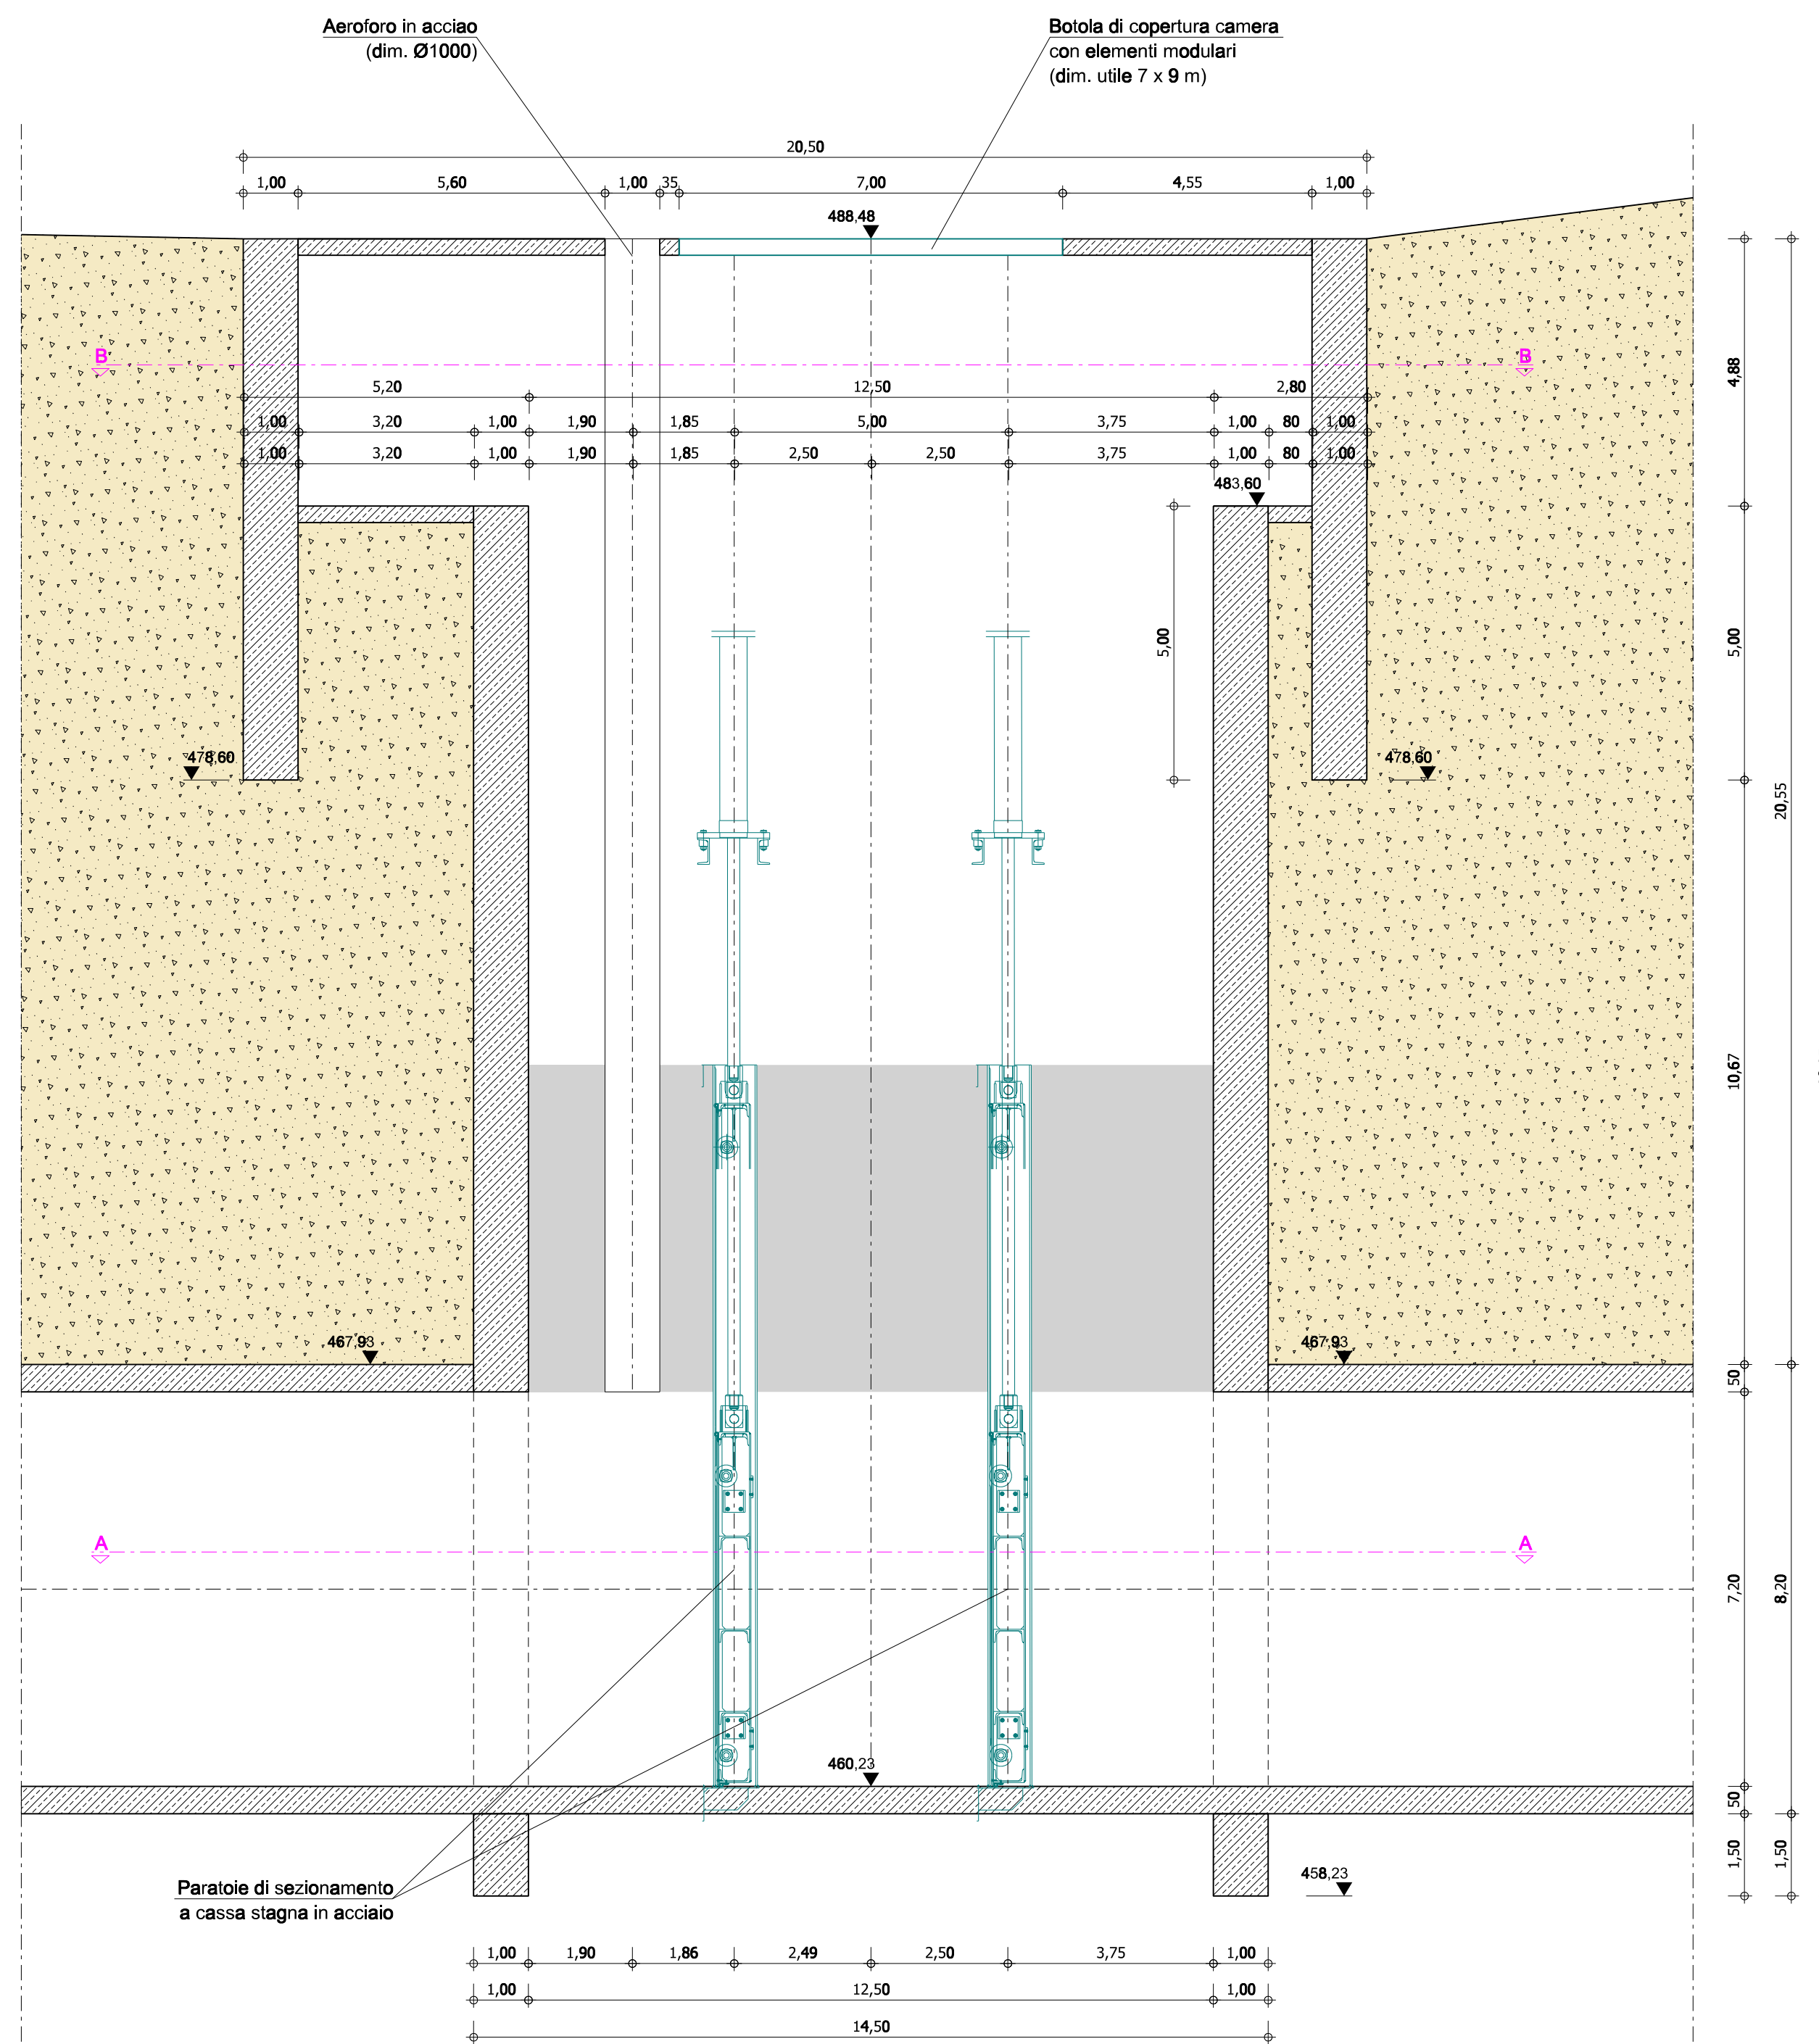 Aeroforo in acciao
(dim. Ø1000)
Botola di copertura camera
con elementi modulari
(dim. utile 7 x 9 m)
20,50
1,00 5,60 1,00 35 7,00 4,55 1,00
488,48
B B
4,88
5,20 12,50 2,80
1,00 3,20 1,00 1,90 1,85 5,00 3,75 1,00 80 1,00
1,00 3,20 1,00 1,90 1,85 2,50 2,50 3,75 1,00 80 1,00
483,60
5,00 5,00
478,60 478,60
20,55
10,67
467,93 467,93
50
A A
7,20 8,20
460,23
50
1,50 1,50
458,23
Paratoie di sezionamento
a cassa stagna in acciaio
1,00 1,90 1,86 2,49 2,50 3,75 1,00
1,00 12,50 1,00
14,50